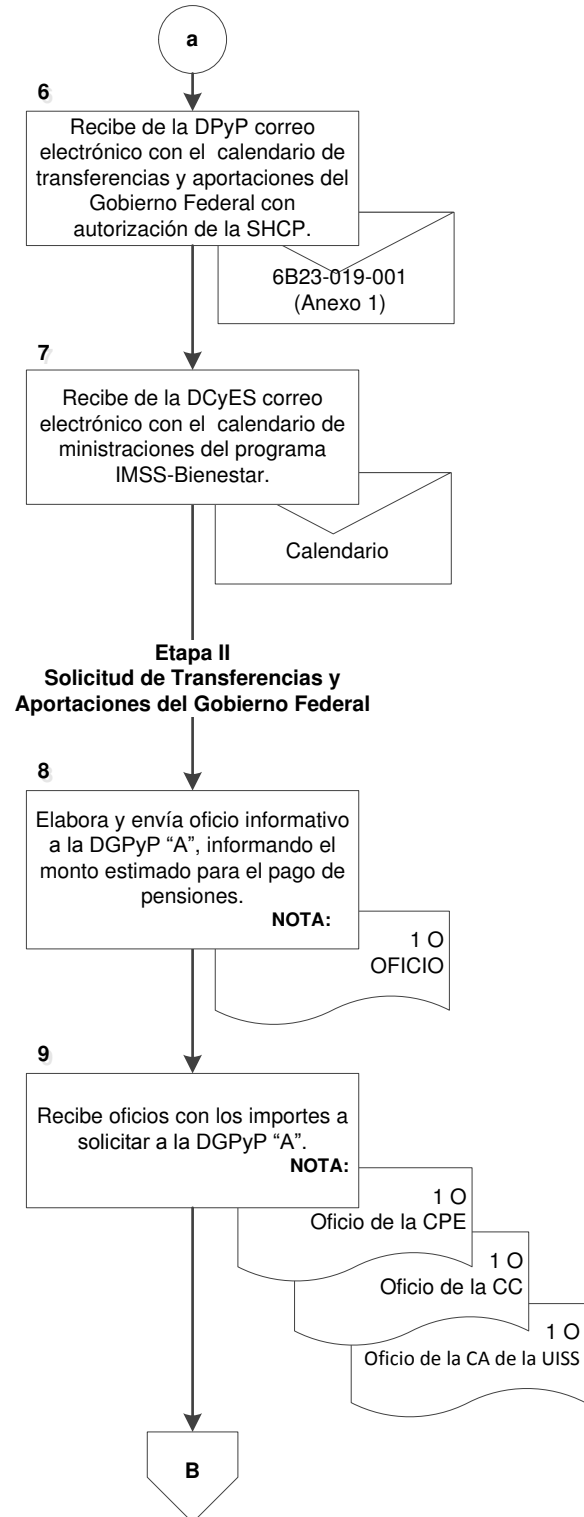 a
6
Recibe de la DPyP correo
electrónico con el calendario de
transferencias y aportaciones del
Gobierno Federal con
autorización de la SHCP.
6B23-019-001
(Anexo 1)
7
Recibe de la DCyES correo
electrónico con el calendario de
ministraciones del programa
IMSS-Bienestar.
Calendario
Etapa II
Solicitud de Transferencias y
Aportaciones del Gobierno Federal
8
Elabora y envía oficio informativo
a la DGPyP “A”, informando el
monto estimado para el pago de
pensiones.
NOTA:
1 O
OFICIO
9
Recibe oficios con los importes a
solicitar a la DGPyP “A”.
NOTA:
1 O
Oficio de la CPE
1 O
Oficio de la CC
1 O
Oficio de la CA de la UISS
B